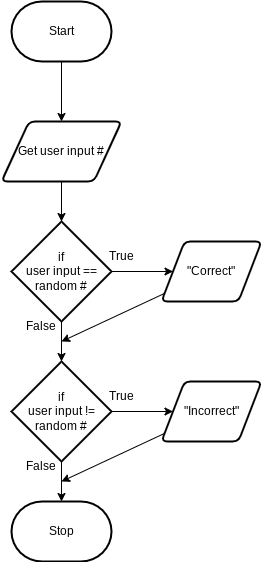 Start
Get user input #
if
user input ==
random #
True
"Correct"
False
if
user input !=
random #
True
"Incorrect"
False
Stop